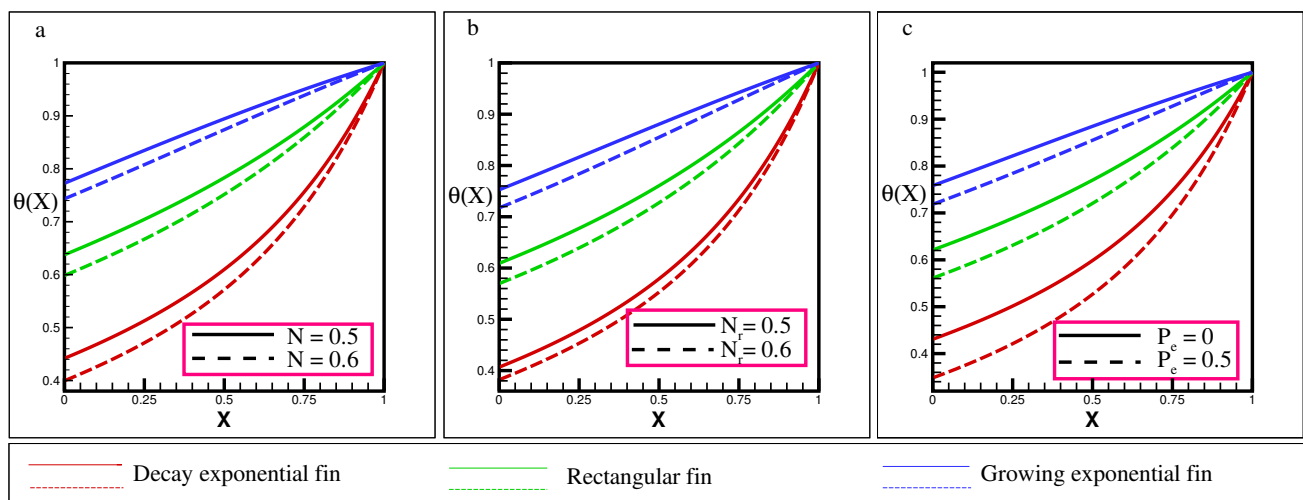 a
1
0.9
0.8
θ(X)
0.7
0.6
0.5
0.4
N = 0.5
N = 0.6
0 0.25 0.5 0.75 1
X
b
1
0.9
0.8
θ(X)
0.7
0.6
0.5
0.4
N_r = 0.5
N_r = 0.6
0 0.25 0.5 0.75 1
X
c
1
0.9
0.8
θ(X)
0.7
0.6
0.5
0.4
P_e = 0
P_e = 0.5
0 0.25 0.5 0.75 1
X
Decay exponential fin Rectangular fin Growing exponential fin